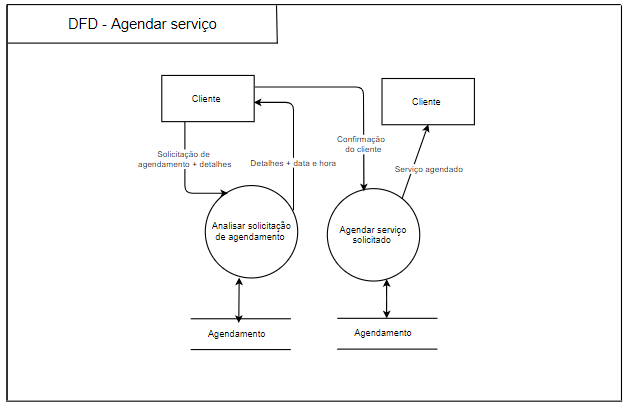 DFD - Agendar serviço
Cliente
Cliente
Confirmação
do cliente
Solicitação de
agendamento + detalhes
Detalhes + data e hora
Serviço agendado
Analisar solicitação
de agendamento
Agendar serviço
solicitado
Agendamento
Agendamento